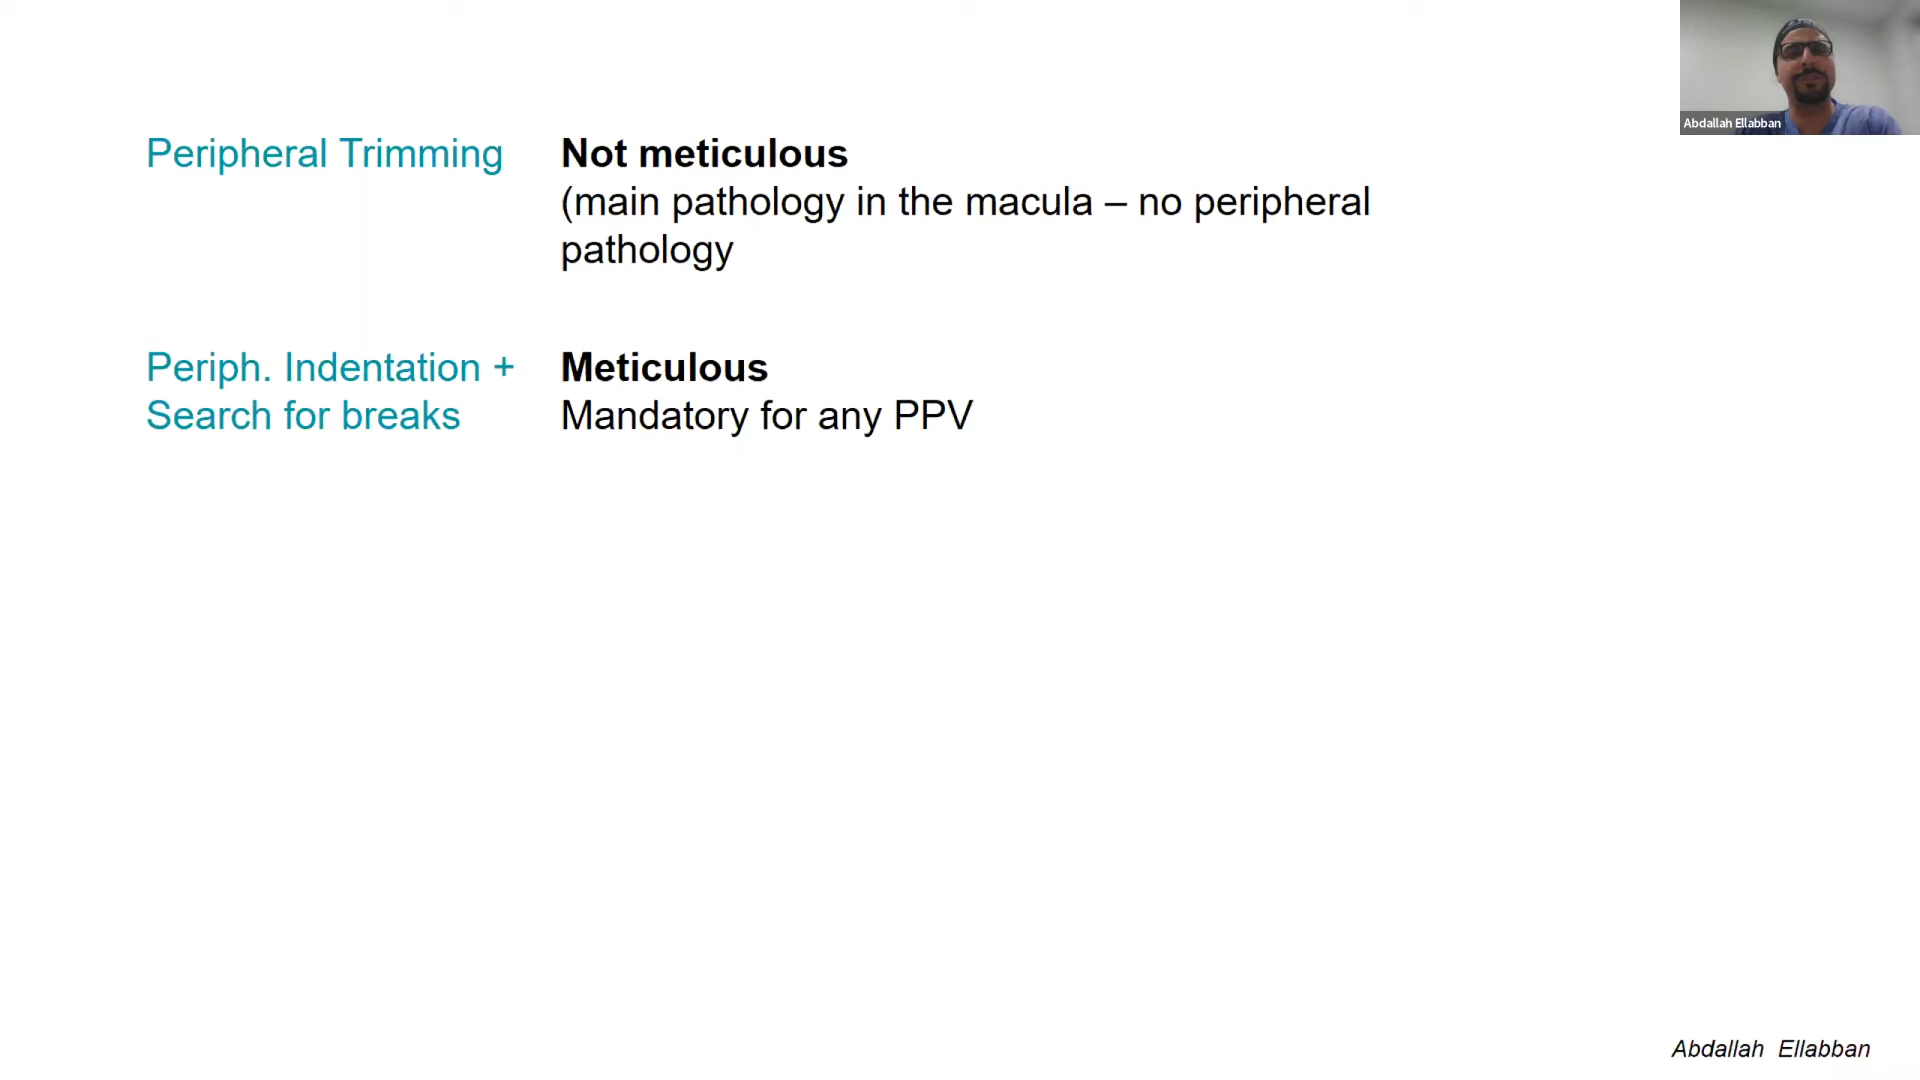 Abdallah Ellabban
Peripheral Trimming
Not meticulous
(main pathology in the macula – no peripheral
pathology
Periph. Indentation +
Search for breaks
Meticulous
Mandatory for any PPV
Abdallah Ellabban